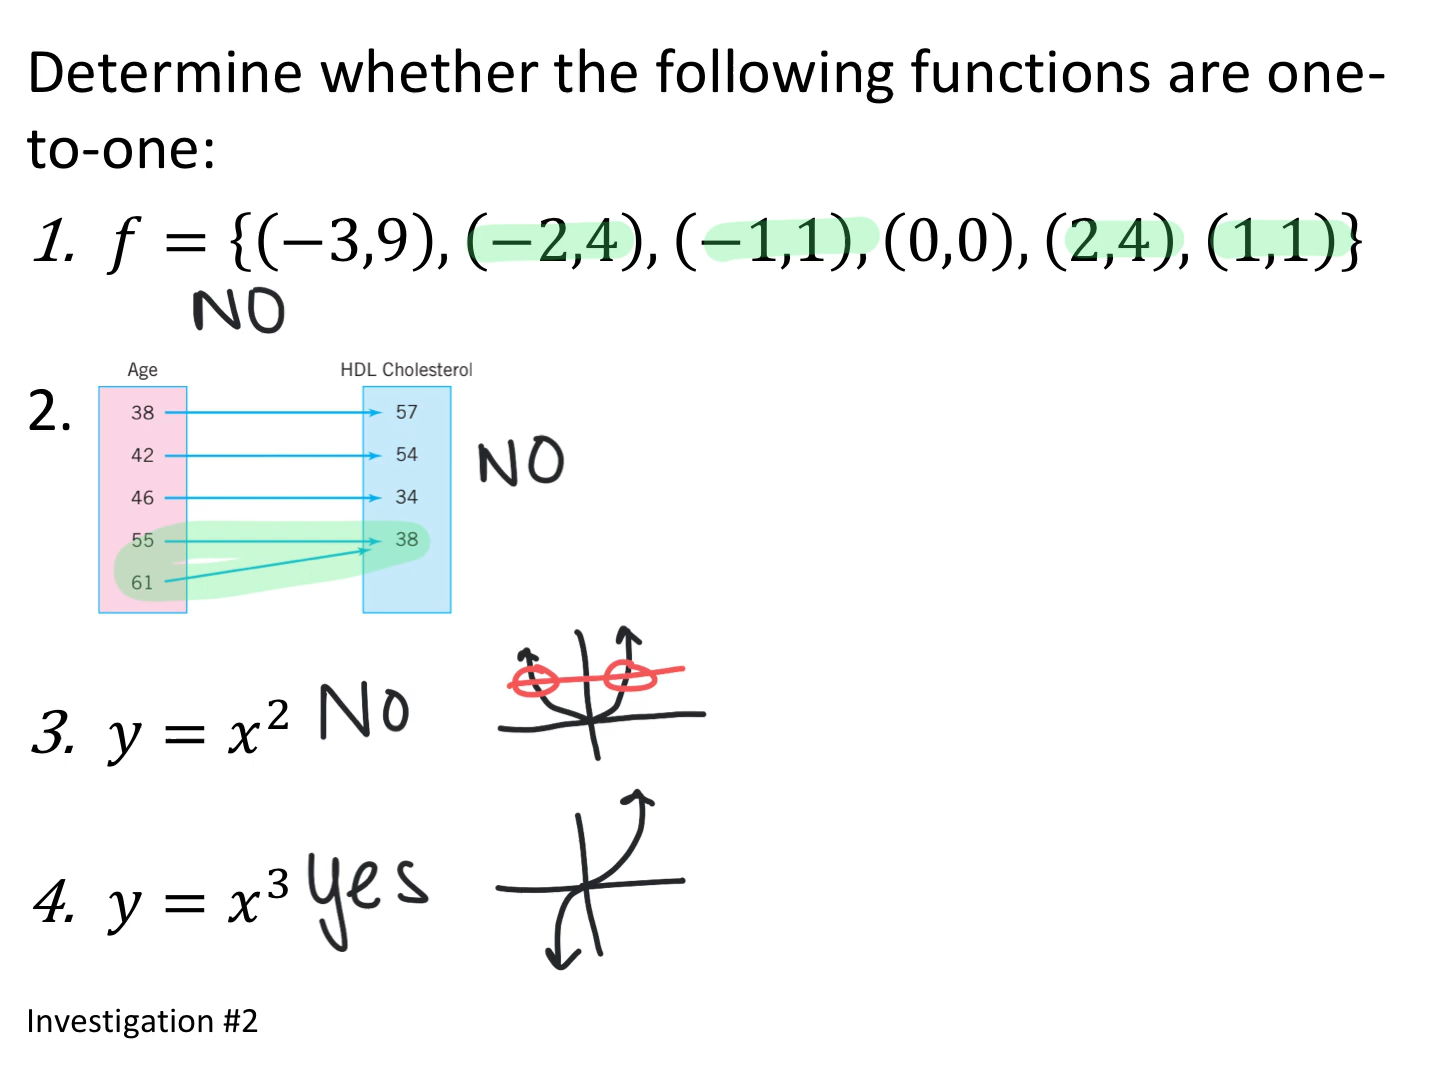 Determine whether the following functions are one-
to-one:
1. f = {(−3,9), (−2,4), (−1,1), (0,0), (2,4), (1,1)}
NO
2.
Age HDL Cholesterol
38 57
42 54
46 34
55 38
61
NO
3. y = x² No
4. y = x³ yes
Investigation #2